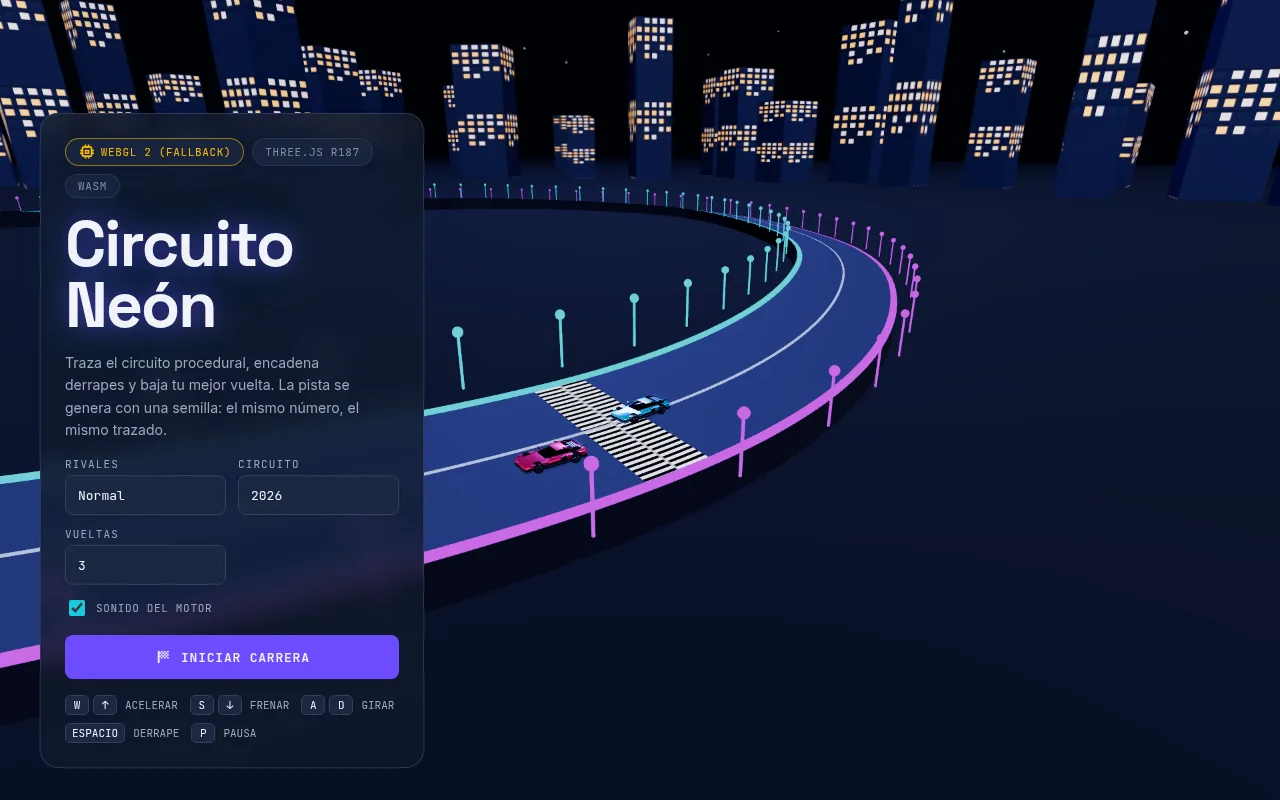 WEBGL 2 (FALLBACK) THREE.JS R187
WASM
Circuito
Neón
Traza el circuito procedural, encadena
derrapes y baja tu mejor vuelta. La pista se
genera con una semilla: el mismo número, el
mismo trazado.
RIVALES CIRCUITO
Normal 2026
VUELTAS
3
SONIDO DEL MOTOR
INICIAR CARRERA
W ↑ ACELERAR S ↓ FRENAR A D GIRAR
ESPACIO DERRAPE P PAUSA